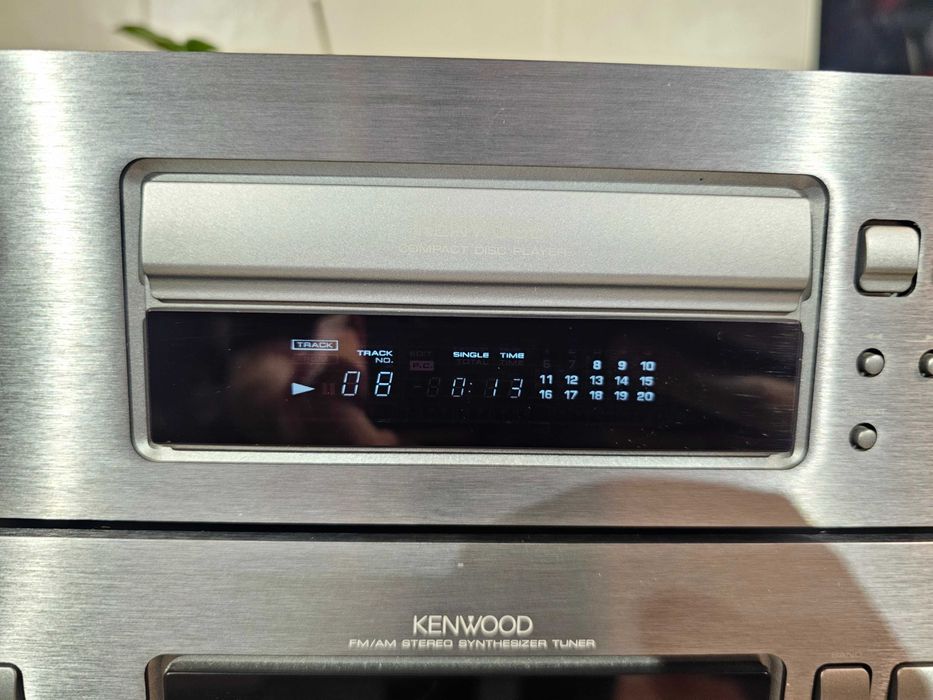 COMPACT DISC PLAYER
TRACK
TRACK NO.
SINGLE TIME
08 0:13
8 9 10
11 12 13 14 15
16 17 18 19 20
KENWOOD
FM/AM STEREO SYNTHESIZER TUNER